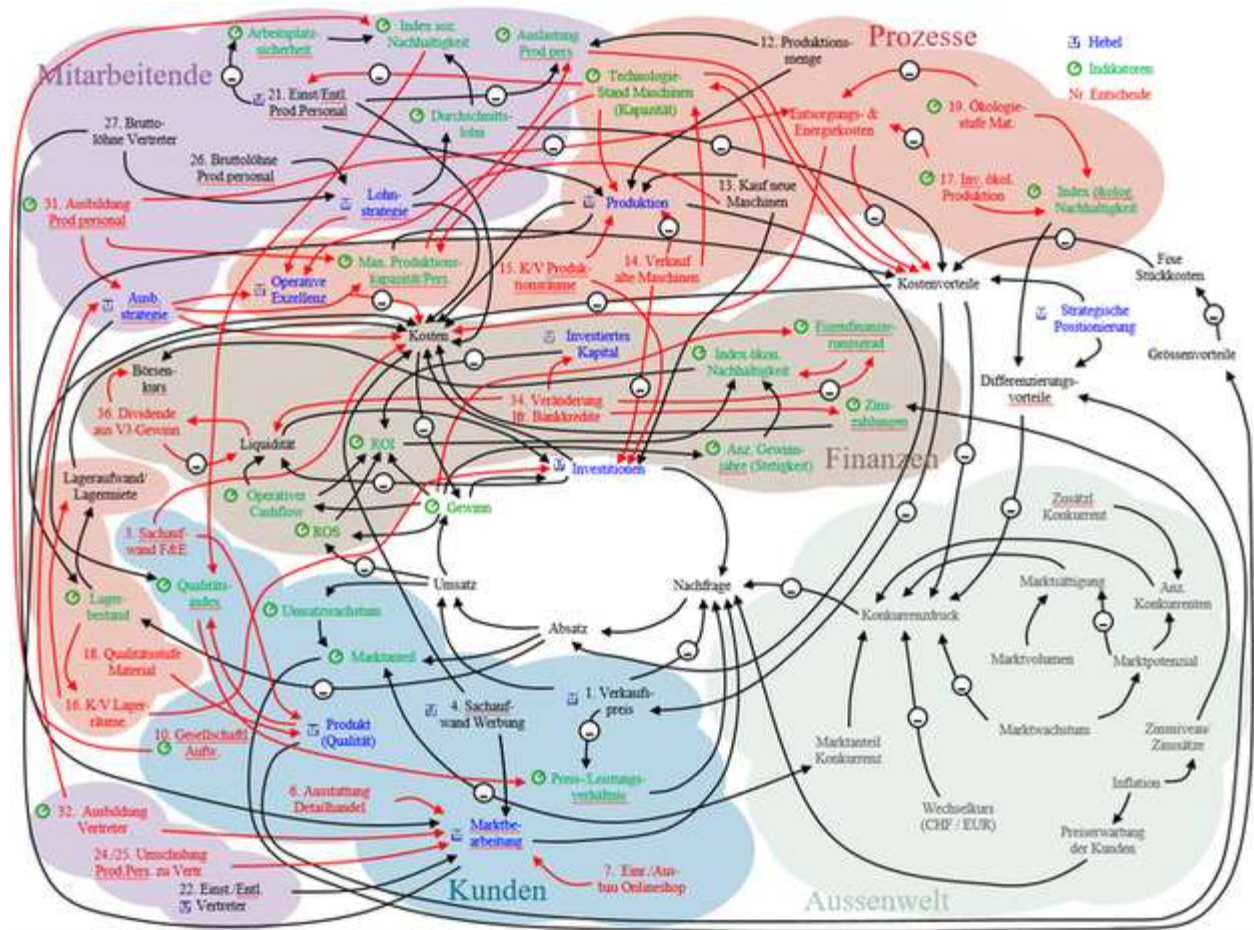 Mitarbeitende
Arbeitsplatz-
sicherheit
Index soz.
Nachhaltigkeit
Auslastung
Prod.pers.
12. Produktions-
menge
Prozesse
Hebel
Indikatoren
Nr. Entscheide
21. Einst/Entl.
Prod.Personal
Technologie-
Stand Maschinen
(Kapazität)
Entsorgungs- &
Energiekosten
19. Ökologie-
stufe Mat.
27. Brutto-
löhne Vertreter
Durchschnitts-
lohn
26. Bruttolöhne
Prod.personal
31. Ausbildung
Prod.personal
Lohn-
strategie
Produktion
13. Kauf neue
Maschinen
17. Inv. ökol.
Produktion
Index ökolog.
Nachhaltigkeit
Max. Produktions-
kapazität Pers.
15. K/V Produk-
tionsräume
14. Verkauf
alte Maschinen
Kostenvorteile
Fixe
Stückkosten
Ausb.
strategie
Operative
Exzellenz
Kosten
Investiertes
Kapital
Strategische
Positionierung
Grössenvorteile
Börsen-
kurs
Index ökon.
Nachhaltigkeit
Eigenfinanzie-
rungsgrad
Differenzierungs-
vorteile
36. Dividende
aus VJ-Gewinn
Liquidität
ROI
34. Veränderung
lfr. Bankkredite
Zins-
zahlungen
Anz. Gewinn-
jahre (Stetigkeit)
Finanzen
Lageraufwand/
Lagermiete
Operativer
Cashflow
Investitionen
Gewinn
ROS
3. Sachauf-
wand F&E
Zusätzl.
Konkurrent
Lager-
bestand
Qualitäts-
index
Umsatzwachstum
Umsatz
Nachfrage
Marktsättigung
Anz.
Konkurrenten
Konkurrenzdruck
Absatz
Marktanteil
Marktvolumen
Marktpotenzial
18. Qualitätsstufe
Material
16. K/V Lager-
räume
10. Gesellschaftl.
Aufw.
Produkt
(Qualität)
4. Sachauf-
wand Werbung
1. Verkaufs-
preis
Marktanteil
Konkurrenz
Marktwachstum
Zinsniveau/
Zinssätze
Preis-/Leistungs-
verhältnis
Inflation
6. Ausstattung
Detailhandel
Wechselkurs
(CHF / EUR)
Preiserwartung
der Kunden
32. Ausbildung
Vertreter
Marktbe-
arbeitung
24./25. Umschulung
Prod.Pers. zu Vertr.
22. Einst./Entl.
Vertreter
7. Einr./Aus-
bau Onlineshop
Kunden
Aussenwelt